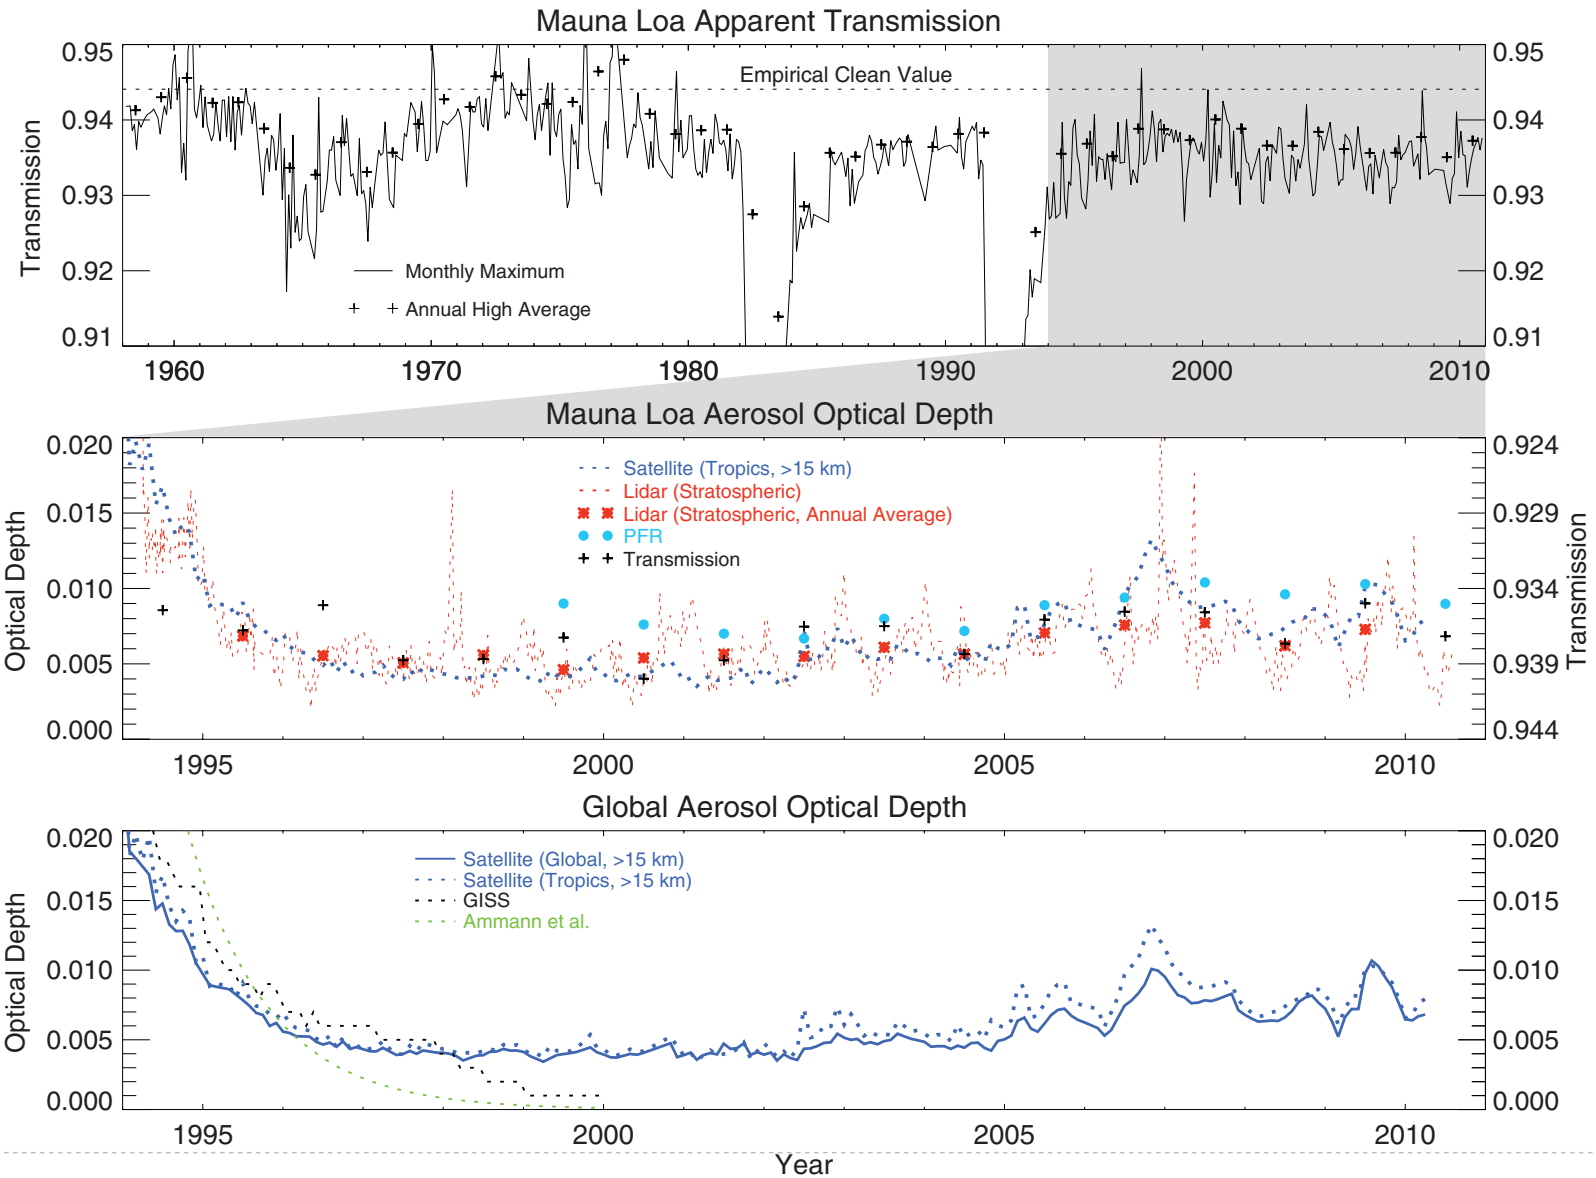 Mauna Loa Apparent Transmission
0.95
0.94
0.93
0.92
0.91
Transmission
Empirical Clean Value
Monthly Maximum
Annual High Average
0.95
0.94
0.93
0.92
0.91
1960 1970 1980 1990 2000 2010
Mauna Loa Aerosol Optical Depth
0.020
0.015
0.010
0.005
0.000
Optical Depth
Satellite (Tropics, >15 km)
Lidar (Stratospheric)
Lidar (Stratospheric, Annual Average)
PFR
Transmission
0.924
0.929
0.934
0.939
0.944
Transmission
1995 2000 2005 2010
Global Aerosol Optical Depth
0.020
0.015
0.010
0.005
0.000
Optical Depth
Satellite (Global, >15 km)
Satellite (Tropics, >15 km)
GISS
Ammann et al.
0.020
0.015
0.010
0.005
0.000
1995 2000 2005 2010
Year